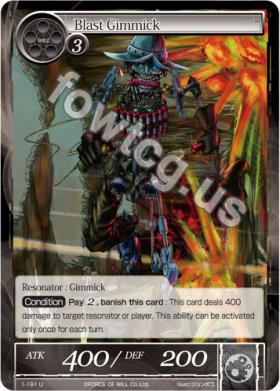 Blast Gimmick
WILL
3
fowtcg.us
Resonator : Gimmick
Condition Pay 2, banish this card : This card deals 400
damage to target resonator or player. This ability can be activated
only once for its turn.
ATK 400/ DEF 200
1-191 U
©FORCE OF WILL Co.,Ltd.